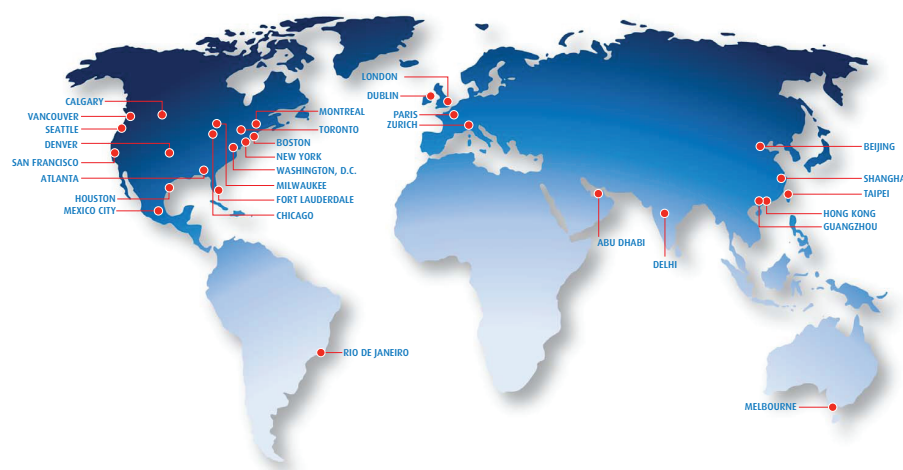 CALGARY
VANCOUVER
SEATTLE
DENVER
SAN FRANCISCO
ATLANTA
HOUSTON
MEXICO CITY
MONTREAL
TORONTO
BOSTON
NEW YORK
WASHINGTON, D.C.
MILWAUKEE
FORT LAUDERDALE
CHICAGO
RIO DE JANEIRO
LONDON
DUBLIN
PARIS
ZURICH
ABU DHABI
DELHI
BEIJING
SHANGHA
TAIPEI
HONG KONG
GUANGZHOU
MELBOURNE